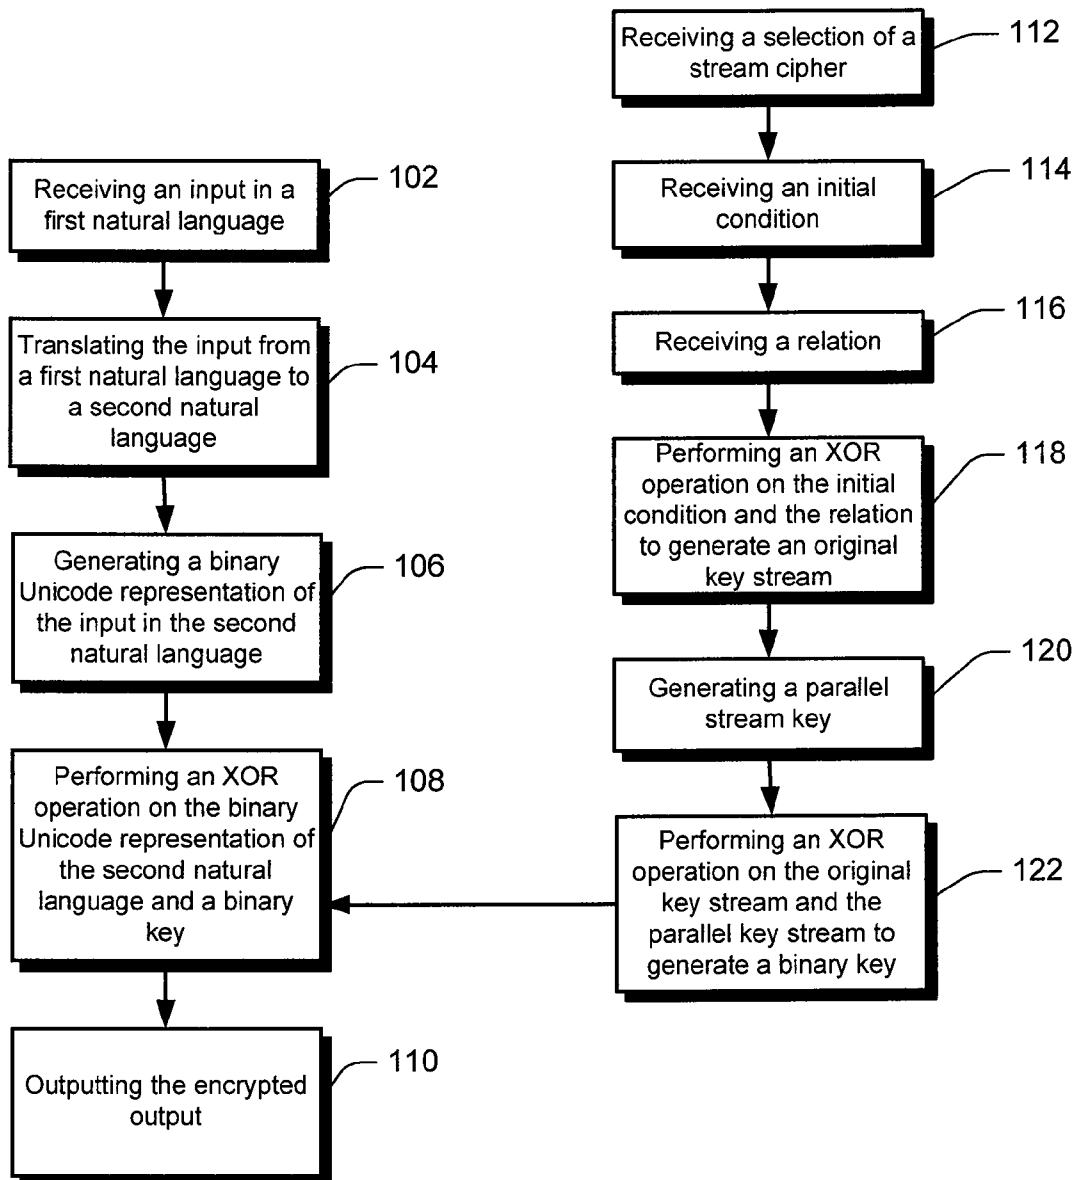 Receiving an input in a
first natural language
102
Translating the input from
a first natural language to
a second natural
language
104
Generating a binary
Unicode representation of
the input in the second
natural language
106
Performing an XOR
operation on the binary
Unicode representation of
the second natural
language and a binary
key
108
Outputting the encrypted
output
110
Receiving a selection of a
stream cipher
112
Receiving an initial
condition
114
Receiving a relation
116
Performing an XOR
operation on the initial
condition and the relation
to generate an original
key stream
118
Generating a parallel
stream key
120
Performing an XOR
operation on the original
key stream and the
parallel key stream to
generate a binary key
122